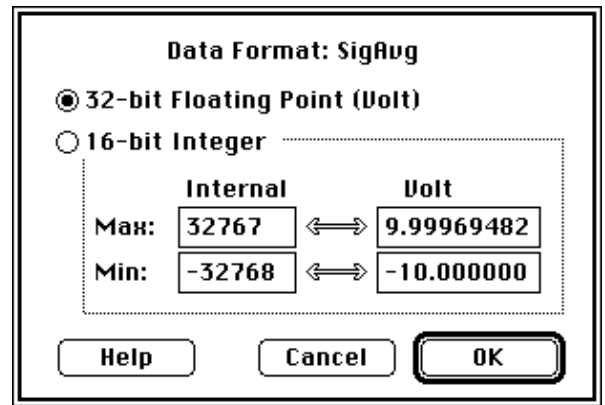 Data Format: SigAvg
32-bit Floating Point (Volt)
16-bit Integer
Internal Volt
Max: 32767 9.99969482
Min: -32768 -10.000000
Help Cancel OK